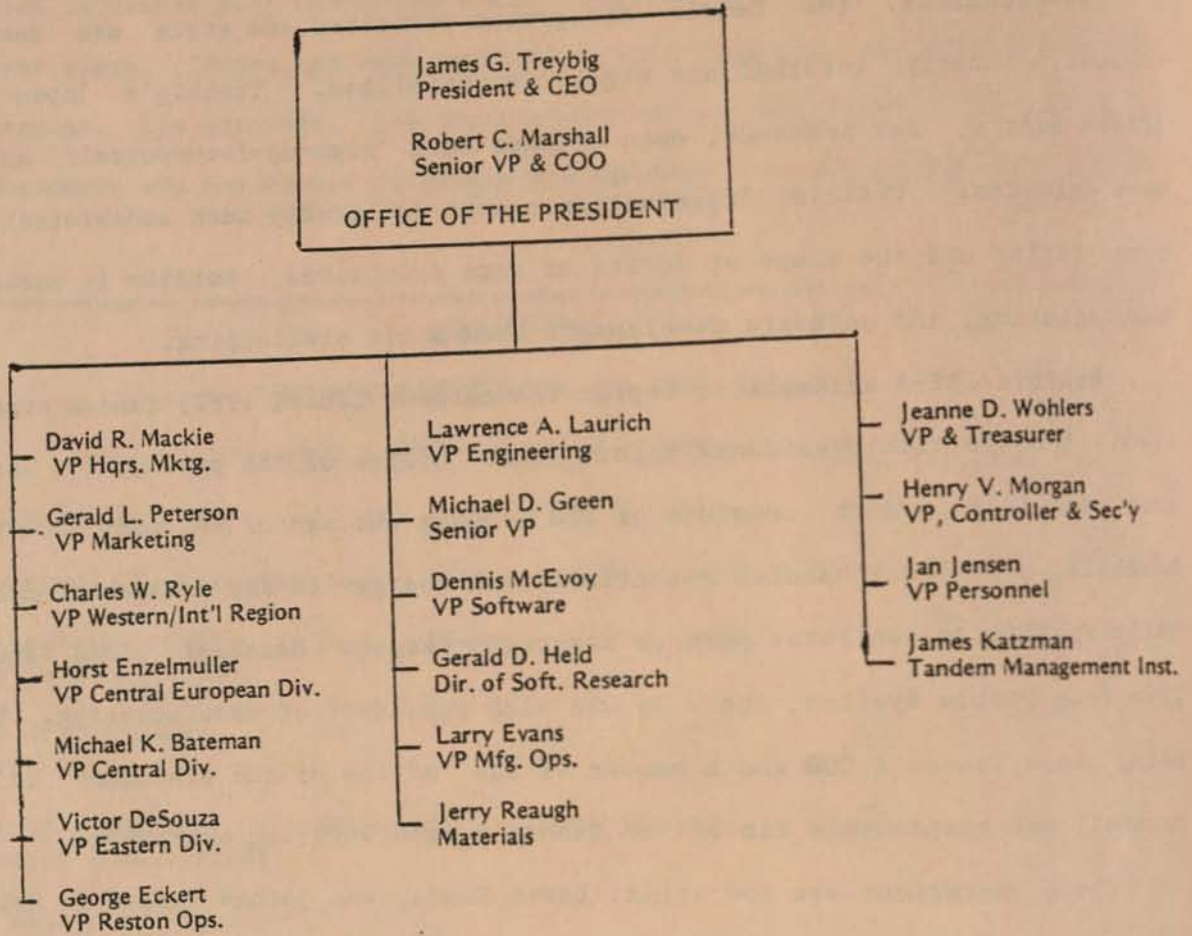 James G. Treybig
President & CEO
Robert C. Marshall
Senior VP & COO
OFFICE OF THE PRESIDENT
David R. Mackie
VP Hqrs. Mktg.
Gerald L. Peterson
VP Marketing
Charles W. Ryle
VP Western/Int'l Region
Horst Enzelmuller
VP Central European Div.
Michael K. Bateman
VP Central Div.
Victor DeSouza
VP Eastern Div.
George Eckert
VP Reston Ops.
Lawrence A. Laurich
VP Engineering
Michael D. Green
Senior VP
Dennis McEvoy
VP Software
Gerald D. Held
Dir. of Soft. Research
Larry Evans
VP Mfg. Ops.
Jerry Reaugh
Materials
Jeanne D. Wohlers
VP & Treasurer
Henry V. Morgan
VP, Controller & Sec'y
Jan Jensen
VP Personnel
James Katzman
Tandem Management Inst.